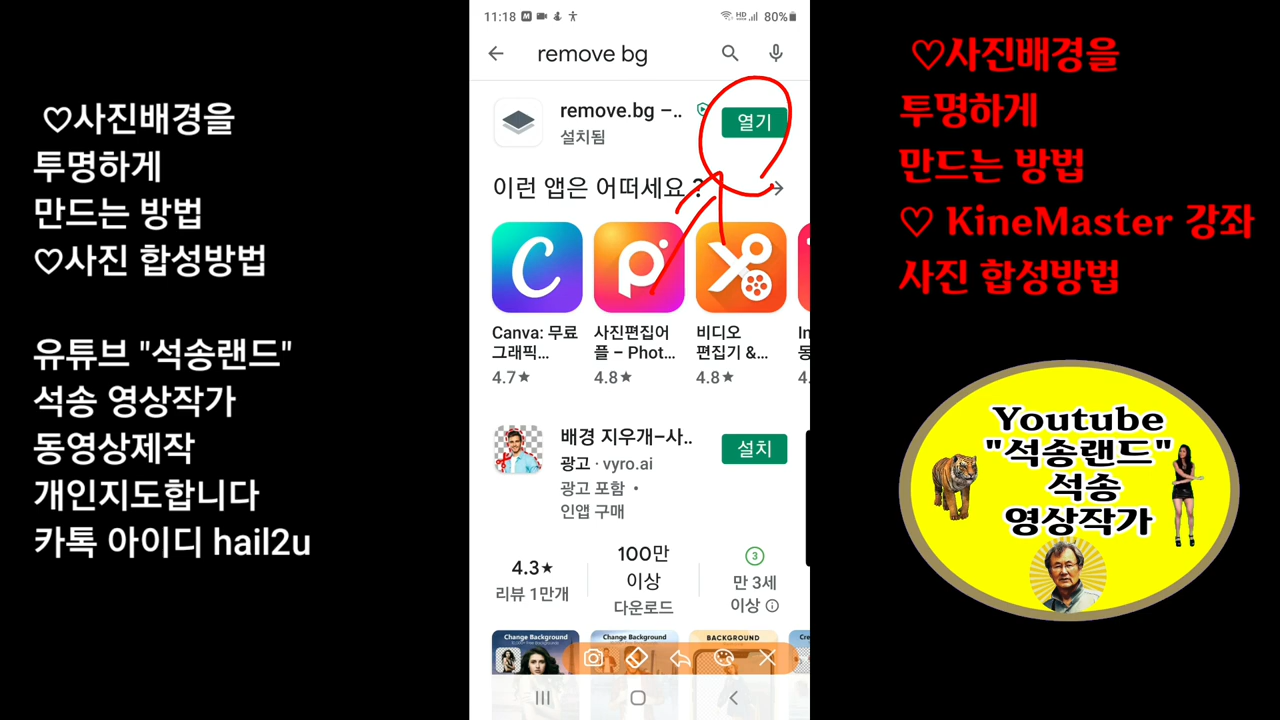 ♡사진배경을
투명하게
만드는 방법
♡사진 합성방법
유튜브 "석송랜드"
석송 영상작가
동영상제작
개인지도합니다
카톡 아이디 hail2u
11:18
80%
remove bg
remove.bg –..
설치됨
열기
이런 앱은 어떠세요?
Canva: 무료
그래픽...
4.7★
사진편집어
플 – Phot...
4.8★
비디오
편집기 &...
4.8★
배경 지우개–사..
광고 · vyro.ai
광고 포함 •
인앱 구매
설치
4.3★
리뷰 1만개
100만
이상
다운로드
3
만 3세
이상
Change Background
Change Background
BACKGROUND
♡사진배경을
투명하게
만드는 방법
♡ KineMaster 강좌
사진 합성방법
Youtube
"석송랜드"
석송
영상작가